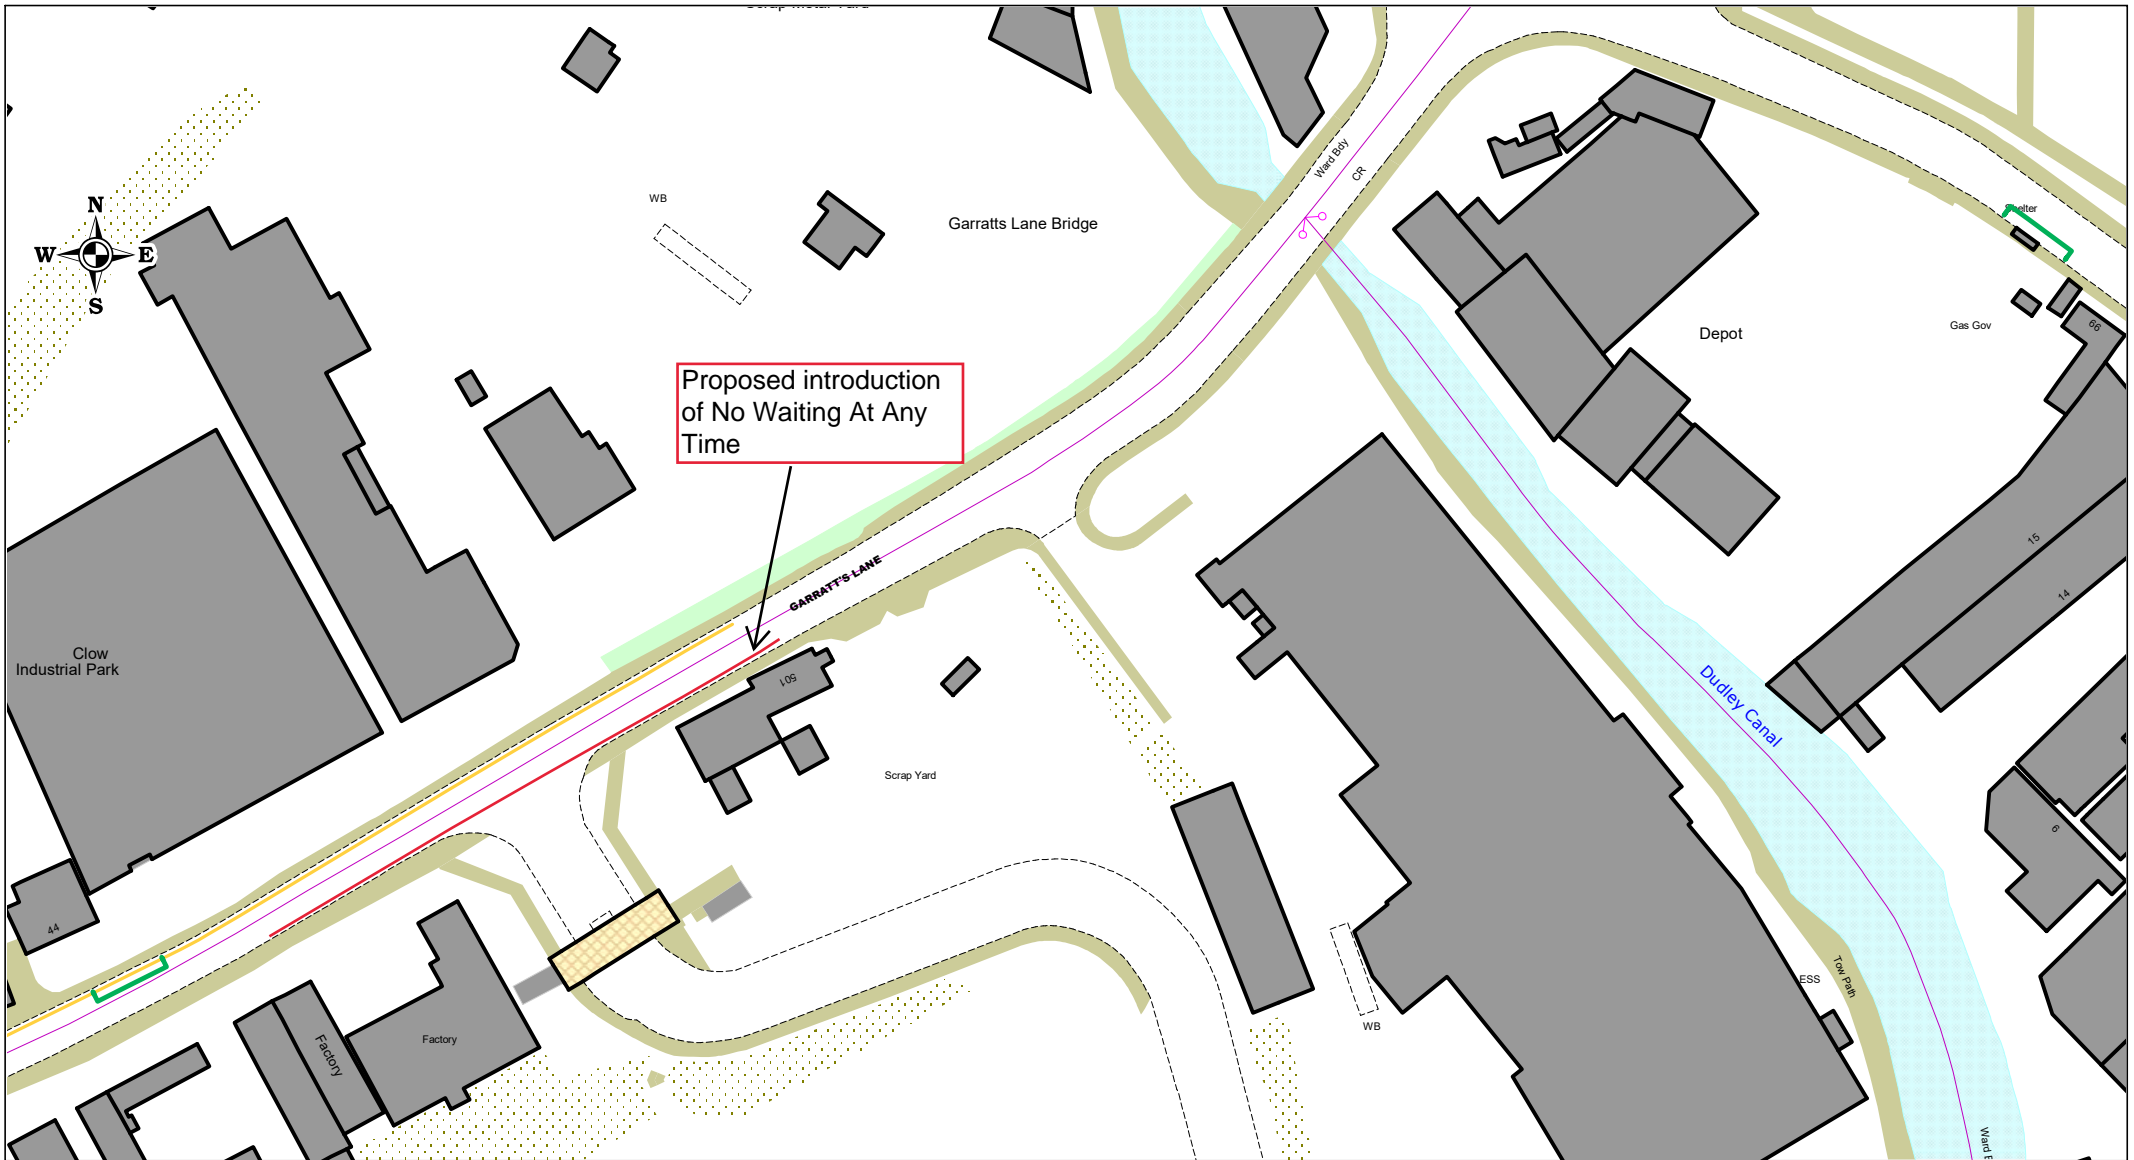 Ward Bdy
CR
WB
Garratts Lane Bridge
Shelter
N
W
E
S
Gas Gov
66
Depot
Proposed introduction
of No Waiting At Any
Time
15
14
GARRATT'S LANE
Clow
Industrial Park
501
Dudley Canal
Scrap Yard
6
44
Tow Path
ESS
WB
Factory
Factory